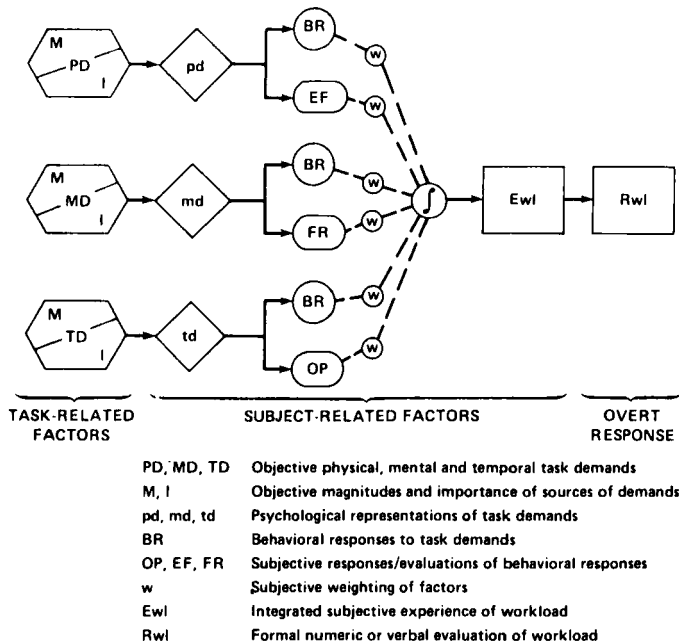 M
PD
I
pd
BR
w
EF
w
M
MD
I
md
BR
w
FR
w
∫
Ewl
Rwl
M
TD
I
td
BR
w
OP
w
TASK-RELATED
FACTORS
SUBJECT-RELATED FACTORS
OVERT
RESPONSE
PD, MD, TD Objective physical, mental and temporal task demands
M, I Objective magnitudes and importance of sources of demands
pd, md, td Psychological representations of task demands
BR Behavioral responses to task demands
OP, EF, FR Subjective responses/evaluations of behavioral responses
w Subjective weighting of factors
Ewl Integrated subjective experience of workload
Rwl Formal numeric or verbal evaluation of workload